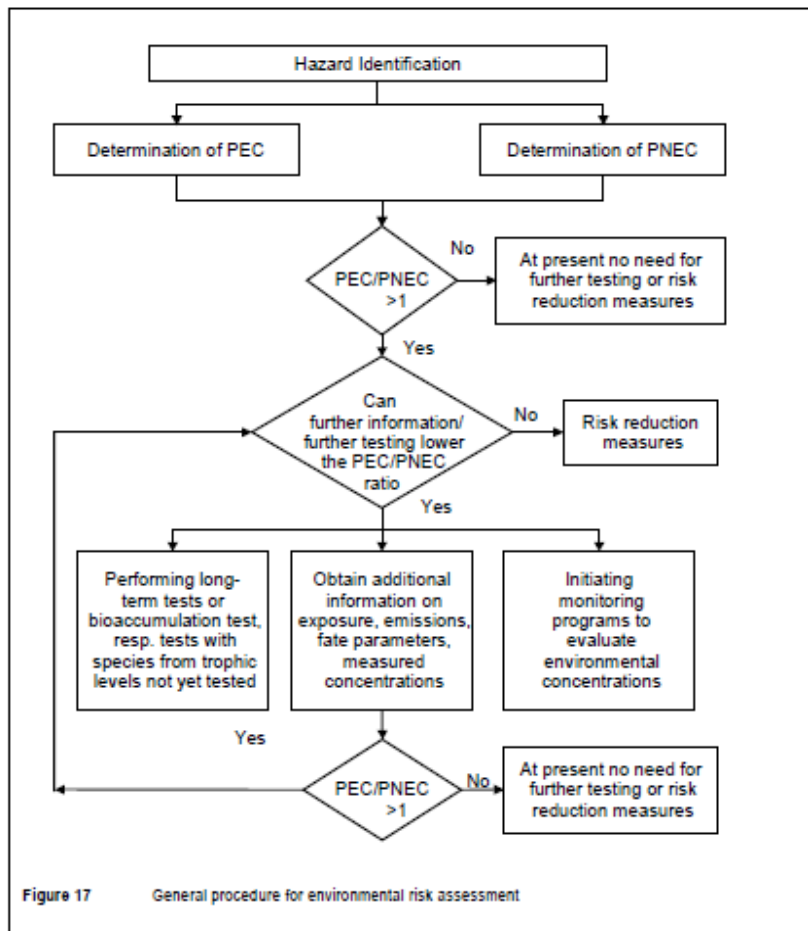 Hazard Identification
Determination of PEC
Determination of PNEC
PEC/PNEC
>1
No
At present no need for
further testing or risk
reduction measures
Yes
Can
further information/
further testing lower
the PEC/PNEC
ratio
No
Risk reduction
measures
Yes
Performing long-
term tests or
bioaccumulation test,
resp. tests with
species from trophic
levels not yet tested
Obtain additional
information on
exposure, emissions,
fate parameters,
measured
concentrations
Initiating
monitoring
programs to
evaluate
environmental
concentrations
Yes
PEC/PNEC
>1
No
At present no need for
further testing or risk
reduction measures
Figure 17 General procedure for environmental risk assessment